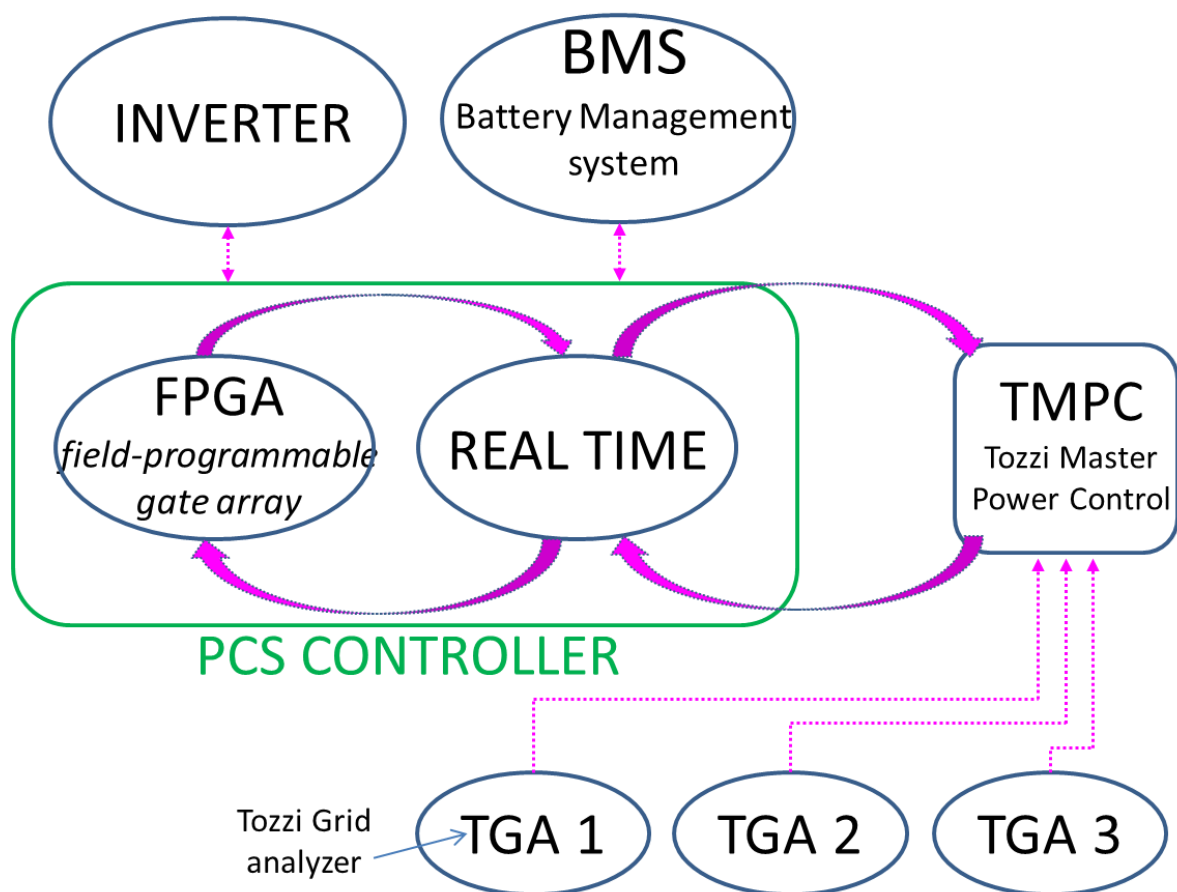 INVERTER
BMS
Battery Management
system
FPGA
field-programmable
gate array
REAL TIME
TMPC
Tozzi Master
Power Control
PCS CONTROLLER
Tozzi Grid
analyzer
TGA 1
TGA 2
TGA 3